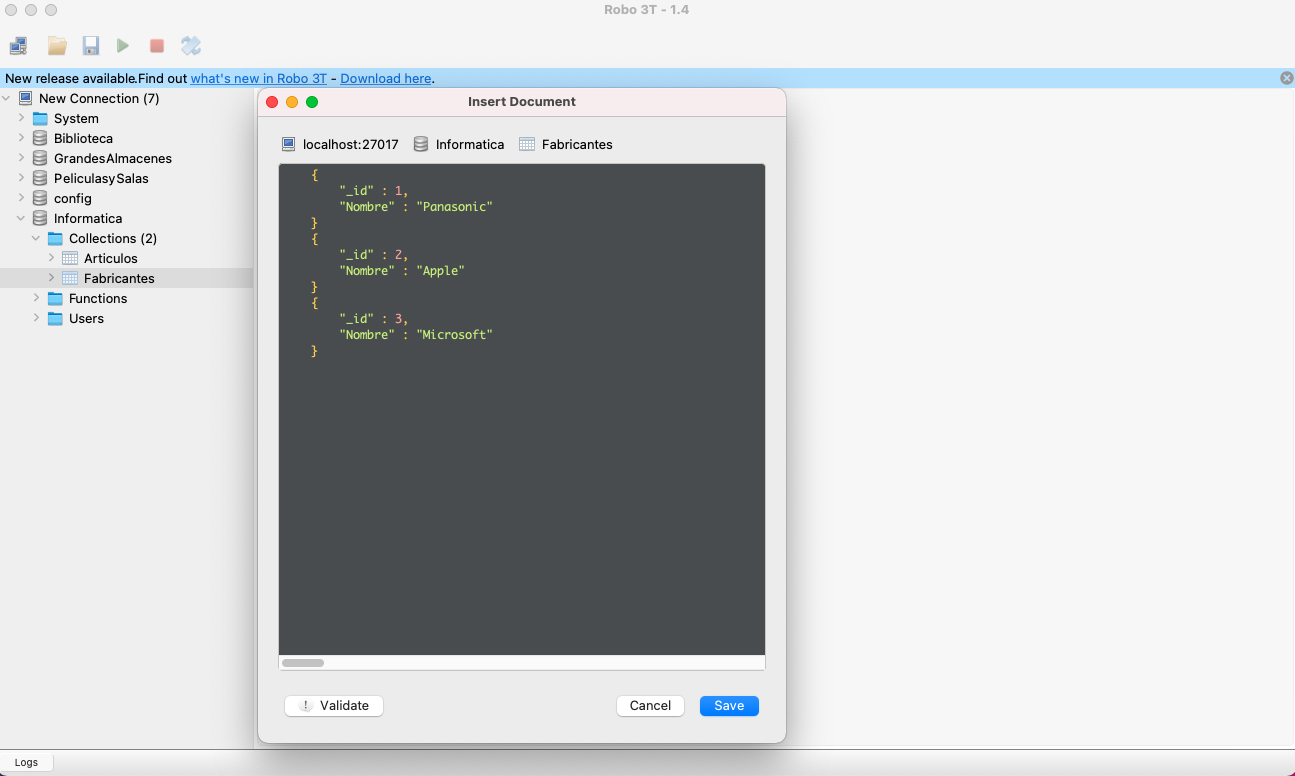 Robo 3T - 1.4
New release available.Find out what's new in Robo 3T - Download here.
New Connection (7)
System
Biblioteca
GrandesAlmacenes
PeliculasySalas
config
Informatica
Collections (2)
Articulos
Fabricantes
Functions
Users
Insert Document
localhost:27017 Informatica Fabricantes
{
"_id" : 1,
"Nombre" : "Panasonic"
}
{
"_id" : 2,
"Nombre" : "Apple"
}
{
"_id" : 3,
"Nombre" : "Microsoft"
}
! Validate Cancel Save
Logs